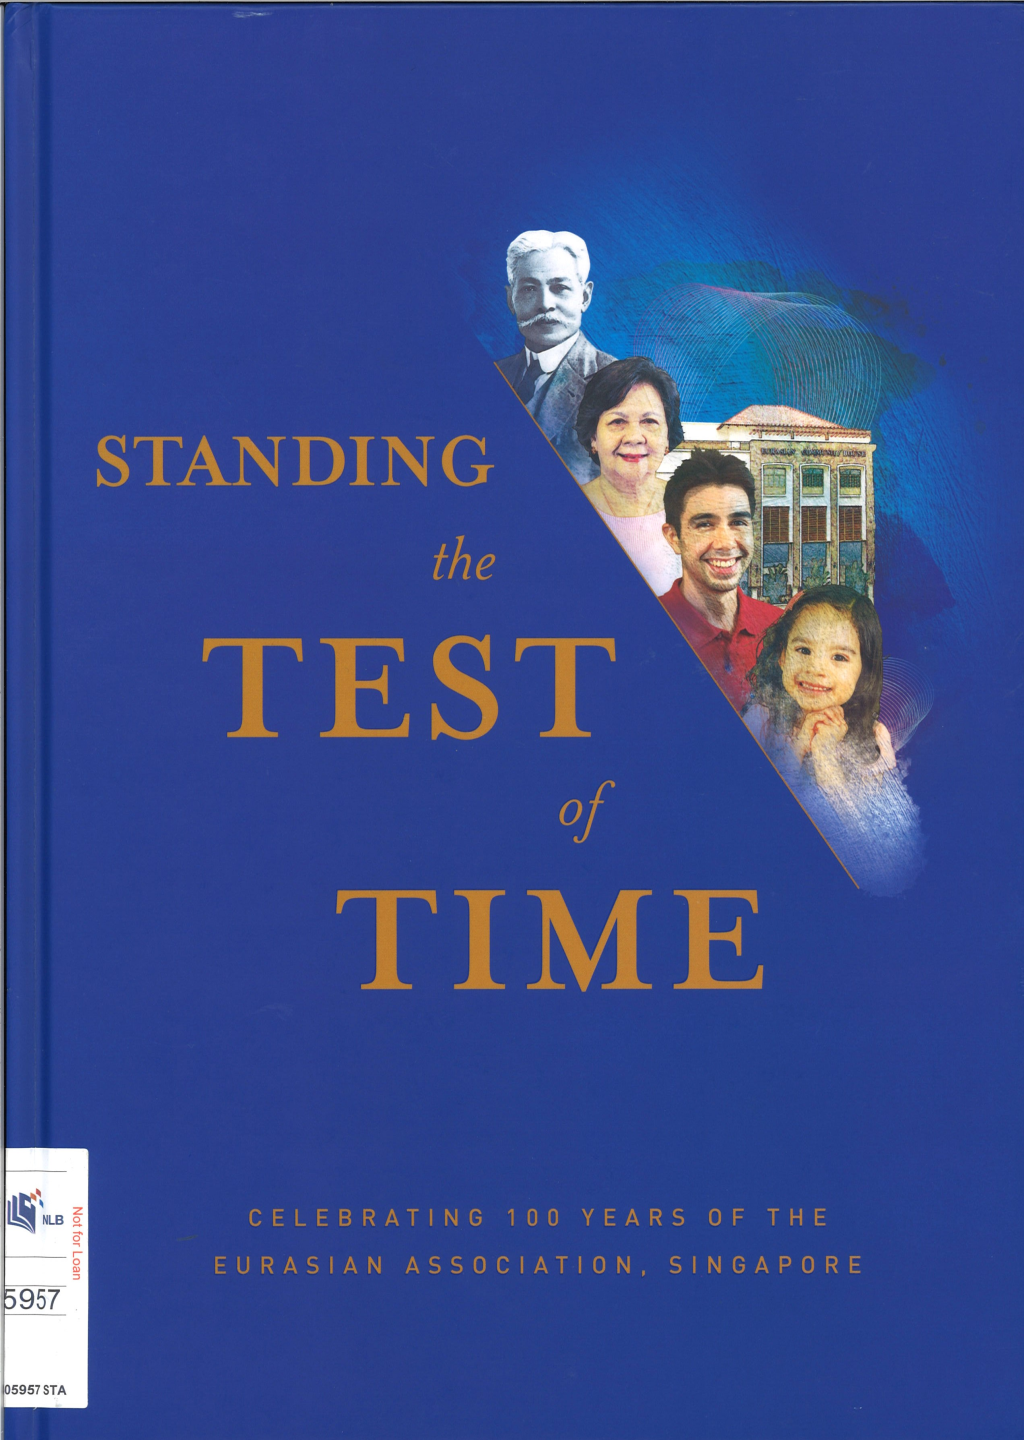 STANDING
the
TEST
of
TIME
CELEBRATING 100 YEARS OF THE
EURASIAN ASSOCIATION, SINGAPORE
NLB
Not for Loan
5957
05957 STA